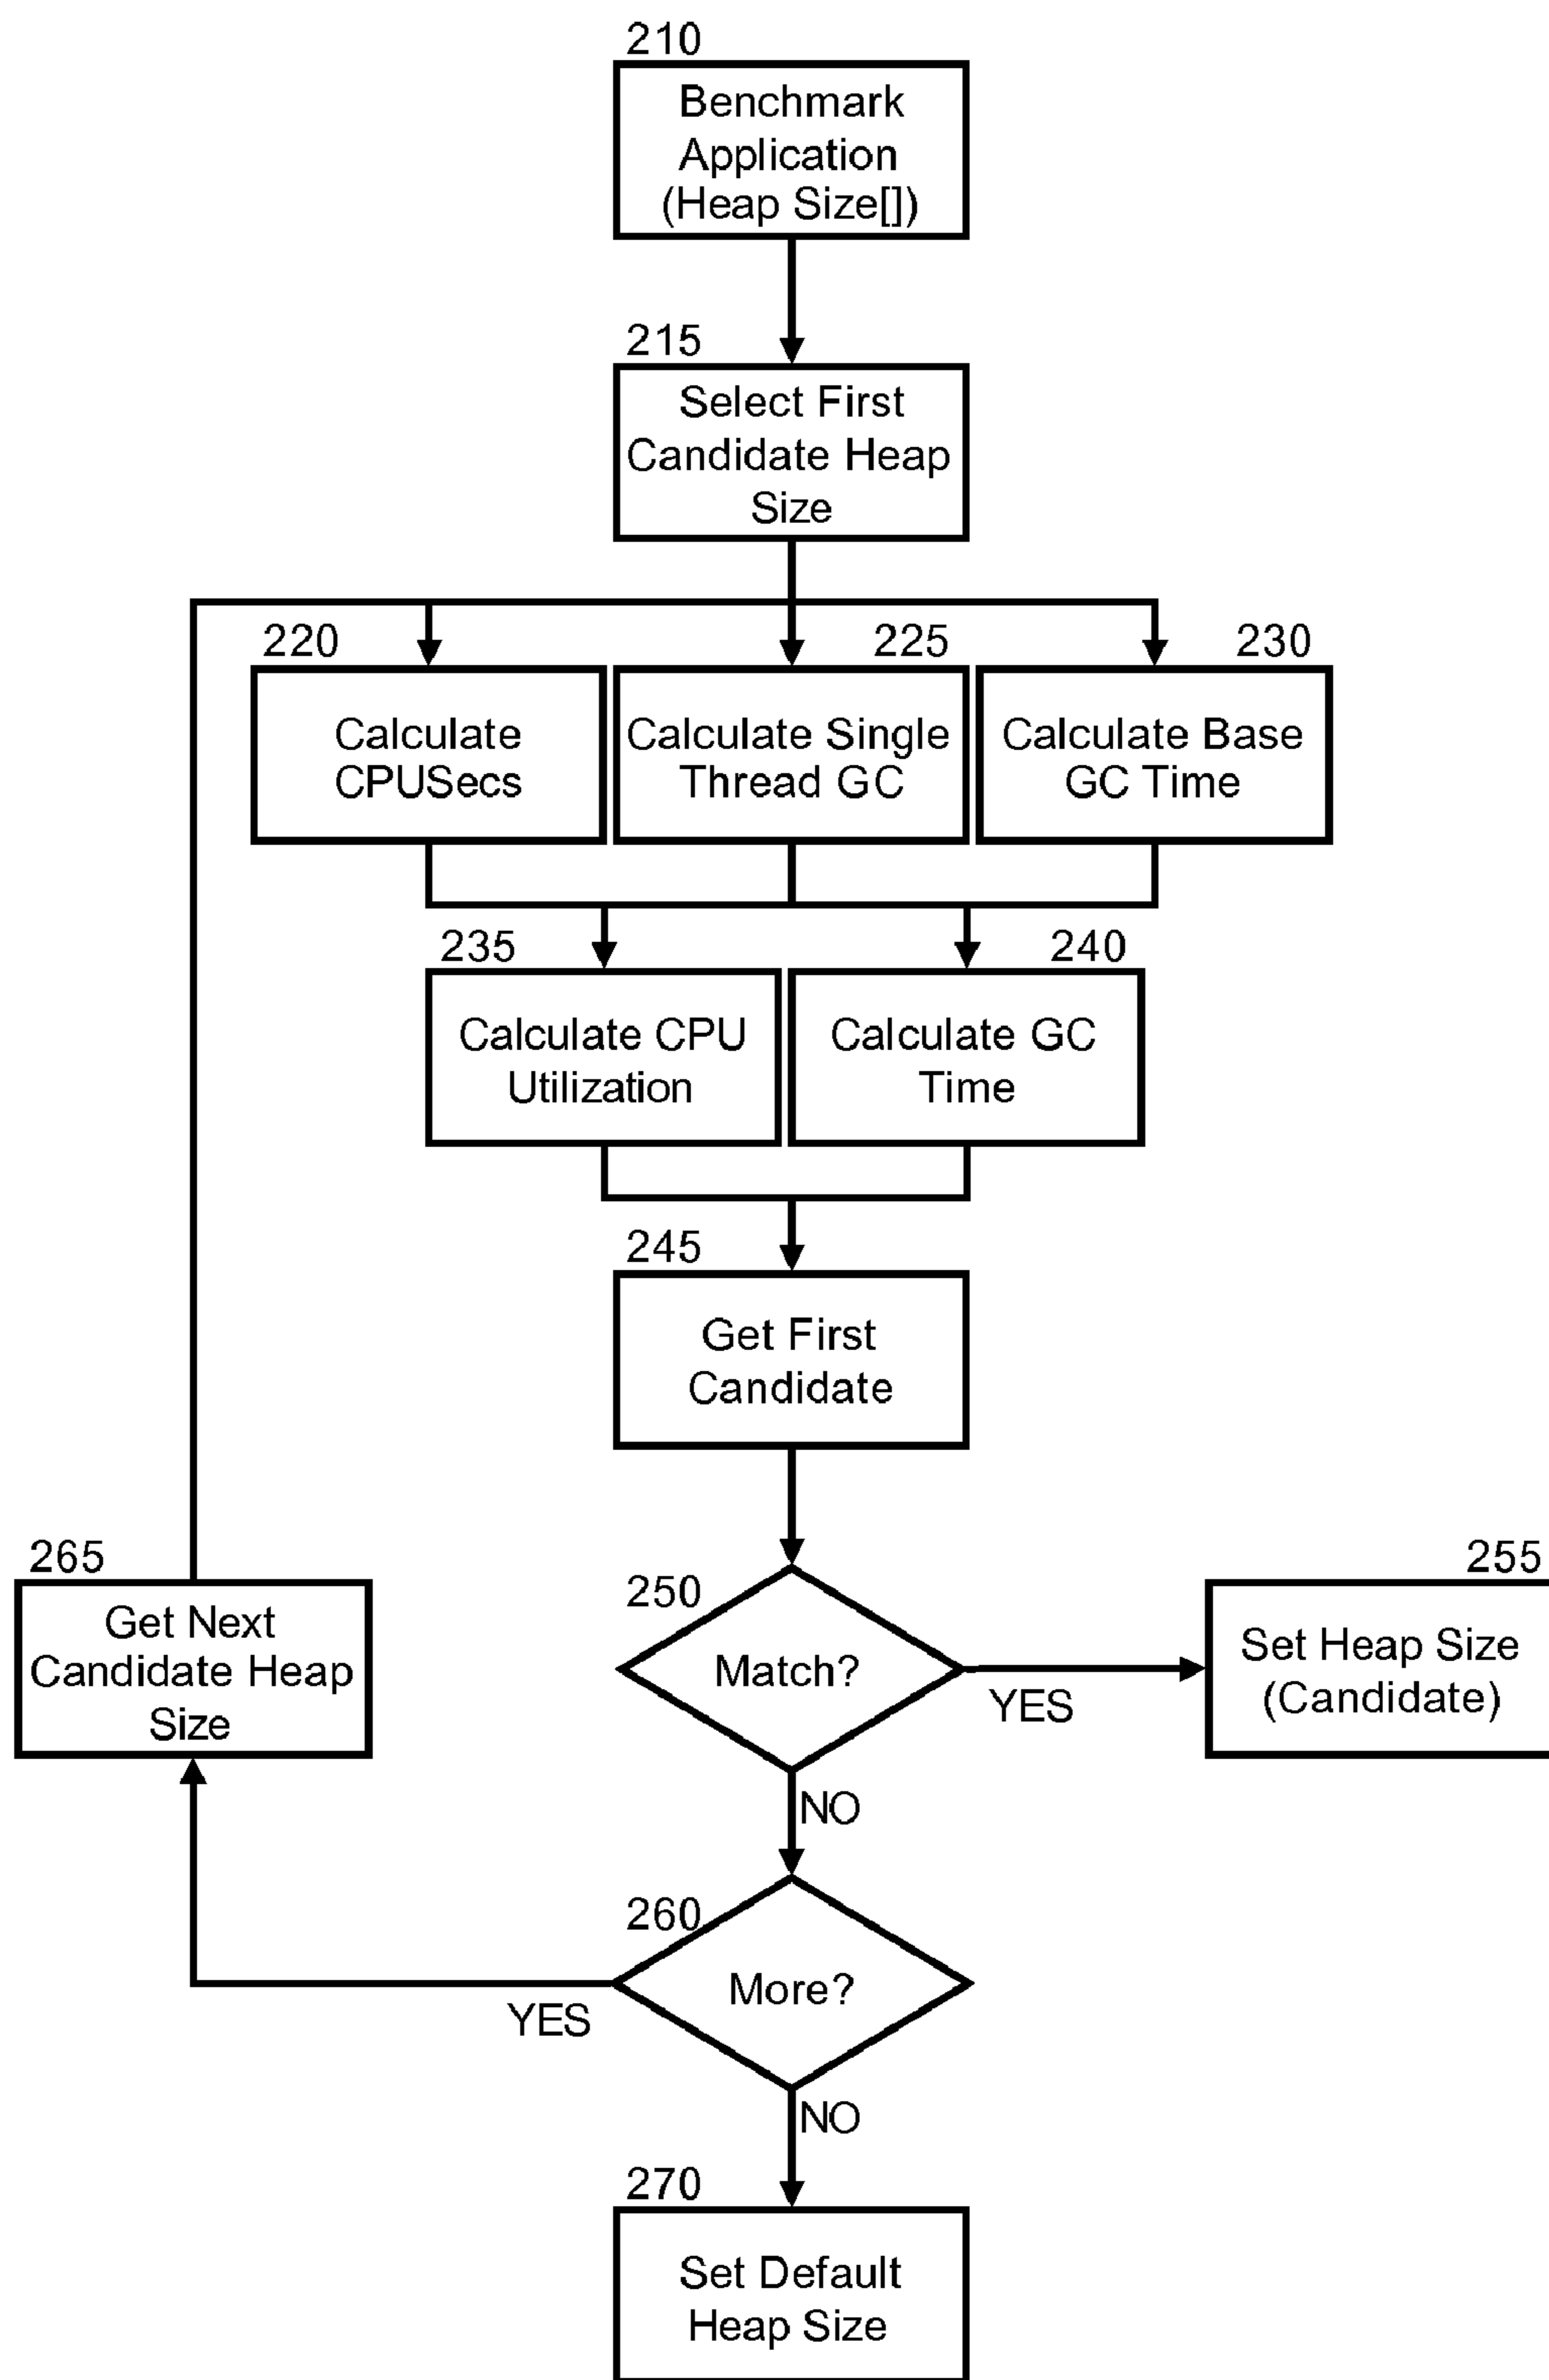 210
Benchmark
Application
(Heap Size[])
215
Select First
Candidate Heap
Size
220
Calculate
CPUSecs
225
Calculate Single
Thread GC
230
Calculate Base
GC Time
235
Calculate CPU
Utilization
240
Calculate GC
Time
245
Get First
Candidate
250
Match?
YES
NO
255
Set Heap Size
(Candidate)
260
More?
YES
NO
265
Get Next
Candidate Heap
Size
270
Set Default
Heap Size